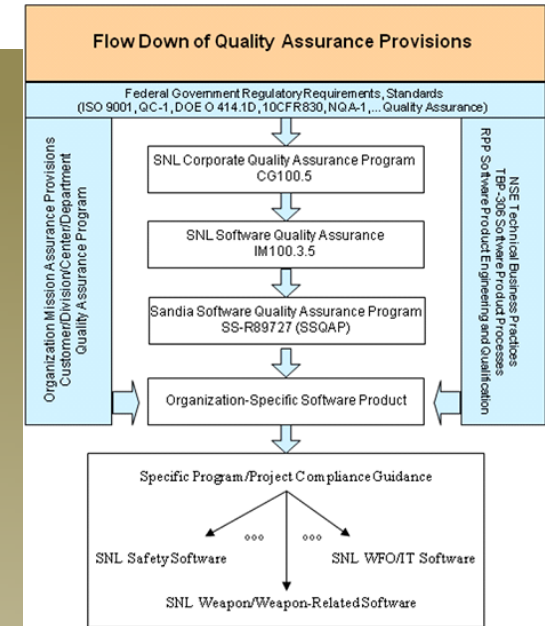 Flow Down of Quality Assurance Provisions
Federal Government Regulatory Requirements, Standards
(ISO 9001, QC-1, DOE O 414.1D, 10CFR830, NQA-1,... Quality Assurance)
Organization Mission Assurance Provisions
Customer/Division/Center/Department
Quality Assurance Program
SNL Corporate Quality Assurance Program
CG100.5
SNL Software Quality Assurance
IM100.3.5
Sandia Software Quality Assurance Program
SS-R89727 (SSQAP)
Organization-Specific Software Product
NSE Technical Business Practices
TBP-306 Software Product Processes
RPP Software Product Engineering and Qualification
Specific Program/Project Compliance Guidance
ooo ooo
SNL Safety Software
SNL WFO/IT Software
SNL Weapon/Weapon-Related Software